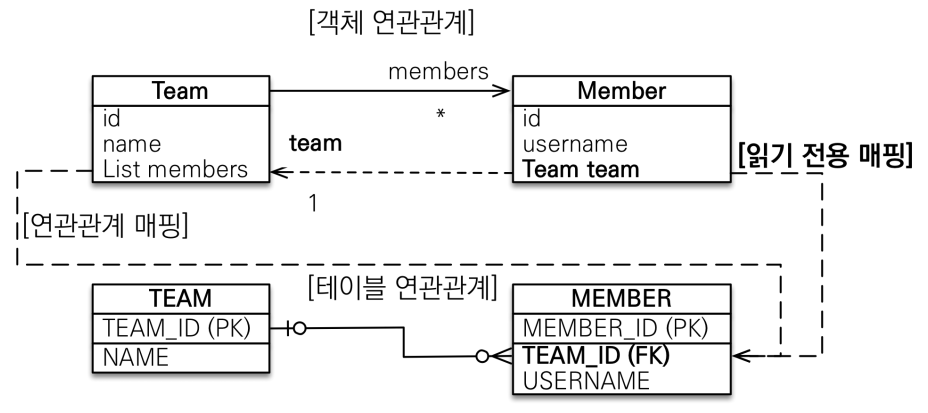 [객체 연관관계]
members
Team
id
name
List members
*
team
1
Member
id
username
Team team
[읽기 전용 매핑]
[연관관계 매핑]
[테이블 연관관계]
TEAM
TEAM_ID (PK)
NAME
MEMBER
MEMBER_ID (PK)
TEAM_ID (FK)
USERNAME